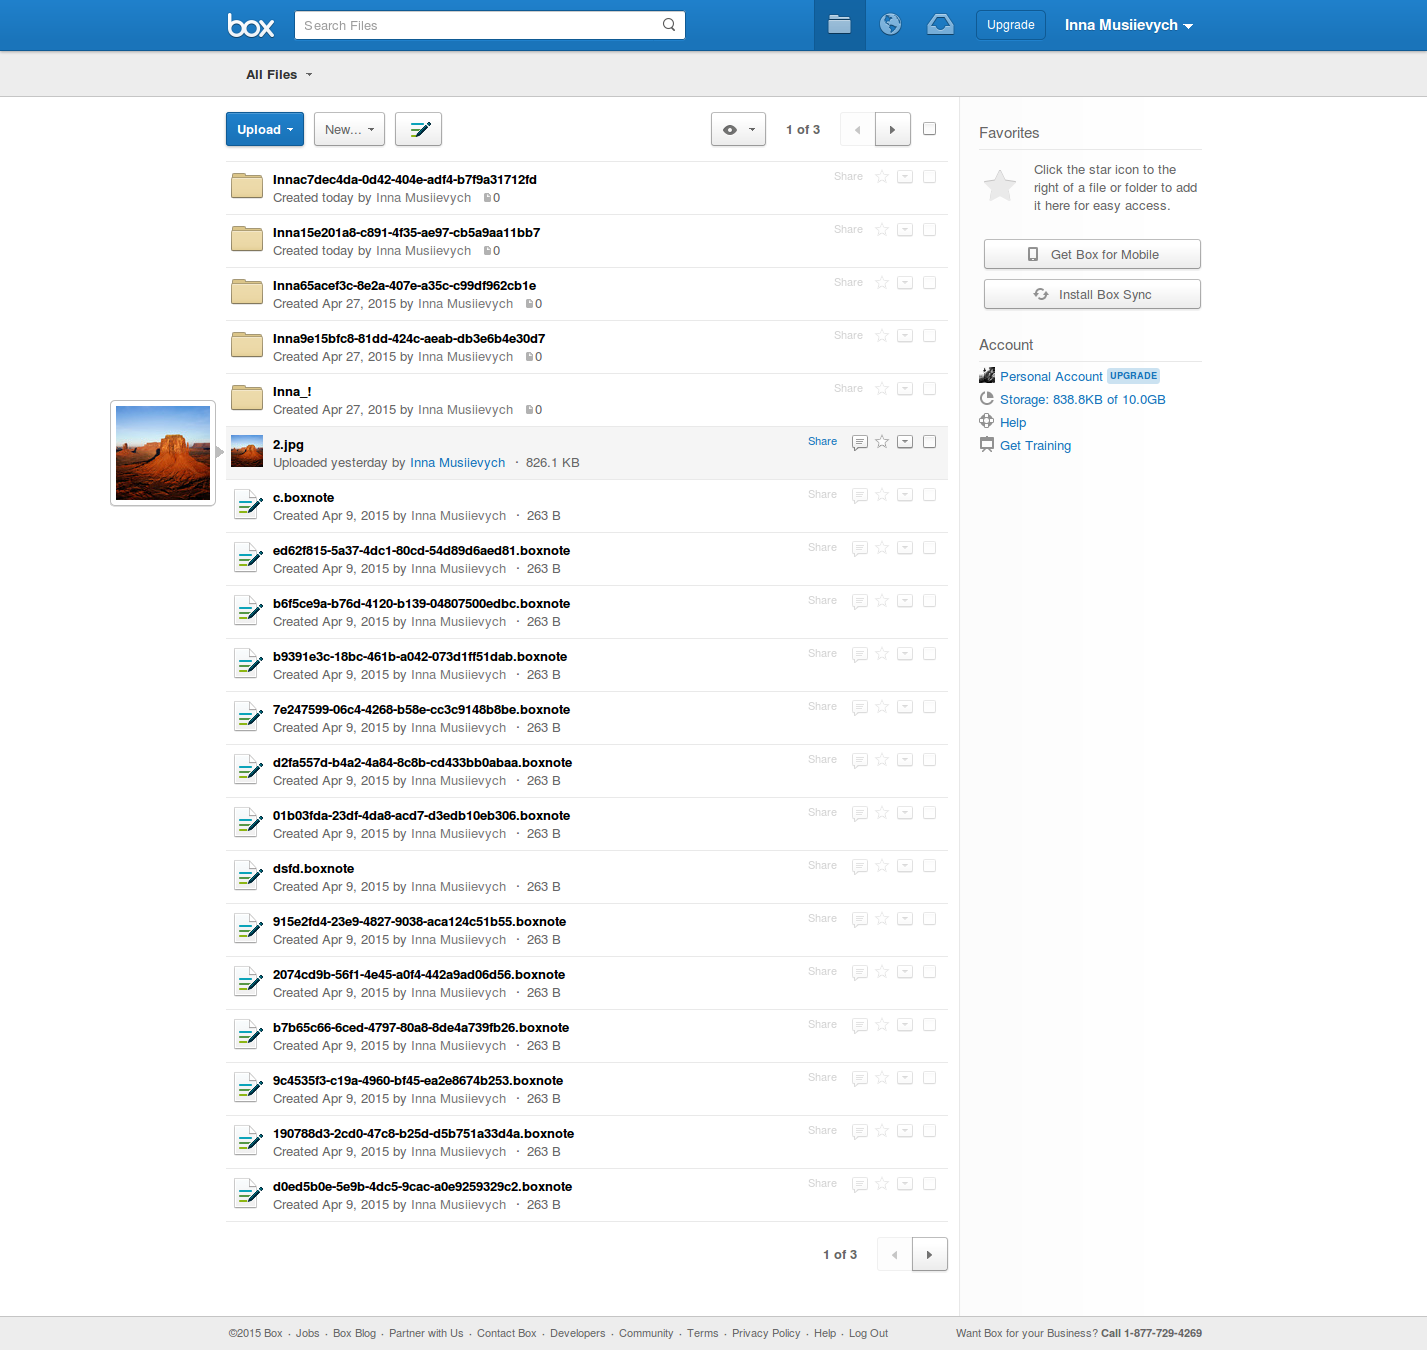 box
Search Files
Upgrade
Inna Musiievych
All Files
Upload
New...
1 of 3
Innac7dec4da-0d42-404e-adf4-b7f9a31712fd
Share
Created today by Inna Musiievych 0
Inna15e201a8-c891-4f35-ae97-cb5a9aa11bb7
Share
Created today by Inna Musiievych 0
Inna65acef3c-8e2a-407e-a35c-c99df962cb1e
Share
Created Apr 27, 2015 by Inna Musiievych 0
Inna9e15bfc8-81dd-424c-aeab-db3e6b4e30d7
Share
Created Apr 27, 2015 by Inna Musiievych 0
Inna_!
Share
Created Apr 27, 2015 by Inna Musiievych 0
2.jpg
Share
Uploaded yesterday by Inna Musiievych · 826.1 KB
c.boxnote
Share
Created Apr 9, 2015 by Inna Musiievych · 263 B
ed62f815-5a37-4dc1-80cd-54d89d6aed81.boxnote
Share
Created Apr 9, 2015 by Inna Musiievych · 263 B
b6f5ce9a-b76d-4120-b139-04807500edbc.boxnote
Share
Created Apr 9, 2015 by Inna Musiievych · 263 B
b9391e3c-18bc-461b-a042-073d1ff51dab.boxnote
Share
Created Apr 9, 2015 by Inna Musiievych · 263 B
7e247599-06c4-4268-b58e-cc3c9148b8be.boxnote
Share
Created Apr 9, 2015 by Inna Musiievych · 263 B
d2fa557d-b4a2-4a84-8c8b-cd433bb0abaa.boxnote
Share
Created Apr 9, 2015 by Inna Musiievych · 263 B
01b03fda-23df-4da8-acd7-d3edb10eb306.boxnote
Share
Created Apr 9, 2015 by Inna Musiievych · 263 B
dsfd.boxnote
Share
Created Apr 9, 2015 by Inna Musiievych · 263 B
915e2fd4-23e9-4827-9038-aca124c51b55.boxnote
Share
Created Apr 9, 2015 by Inna Musiievych · 263 B
2074cd9b-56f1-4e45-a0f4-442a9ad06d56.boxnote
Share
Created Apr 9, 2015 by Inna Musiievych · 263 B
b7b65c66-6ced-4797-80a8-8de4a739fb26.boxnote
Share
Created Apr 9, 2015 by Inna Musiievych · 263 B
9c4535f3-c19a-4960-bf45-ea2e8674b253.boxnote
Share
Created Apr 9, 2015 by Inna Musiievych · 263 B
190788d3-2cd0-47c8-b25d-d5b751a33d4a.boxnote
Share
Created Apr 9, 2015 by Inna Musiievych · 263 B
d0ed5b0e-5e9b-4dc5-9cac-a0e9259329c2.boxnote
Share
Created Apr 9, 2015 by Inna Musiievych · 263 B
1 of 3
Favorites
Click the star icon to the
right of a file or folder to add
it here for easy access.
Get Box for Mobile
Install Box Sync
Account
Personal Account UPGRADE
Storage: 838.8KB of 10.0GB
Help
Get Training
©2015 Box · Jobs · Box Blog · Partner with Us · Contact Box · Developers · Community · Terms · Privacy Policy · Help · Log Out
Want Box for your Business? Call 1-877-729-4269